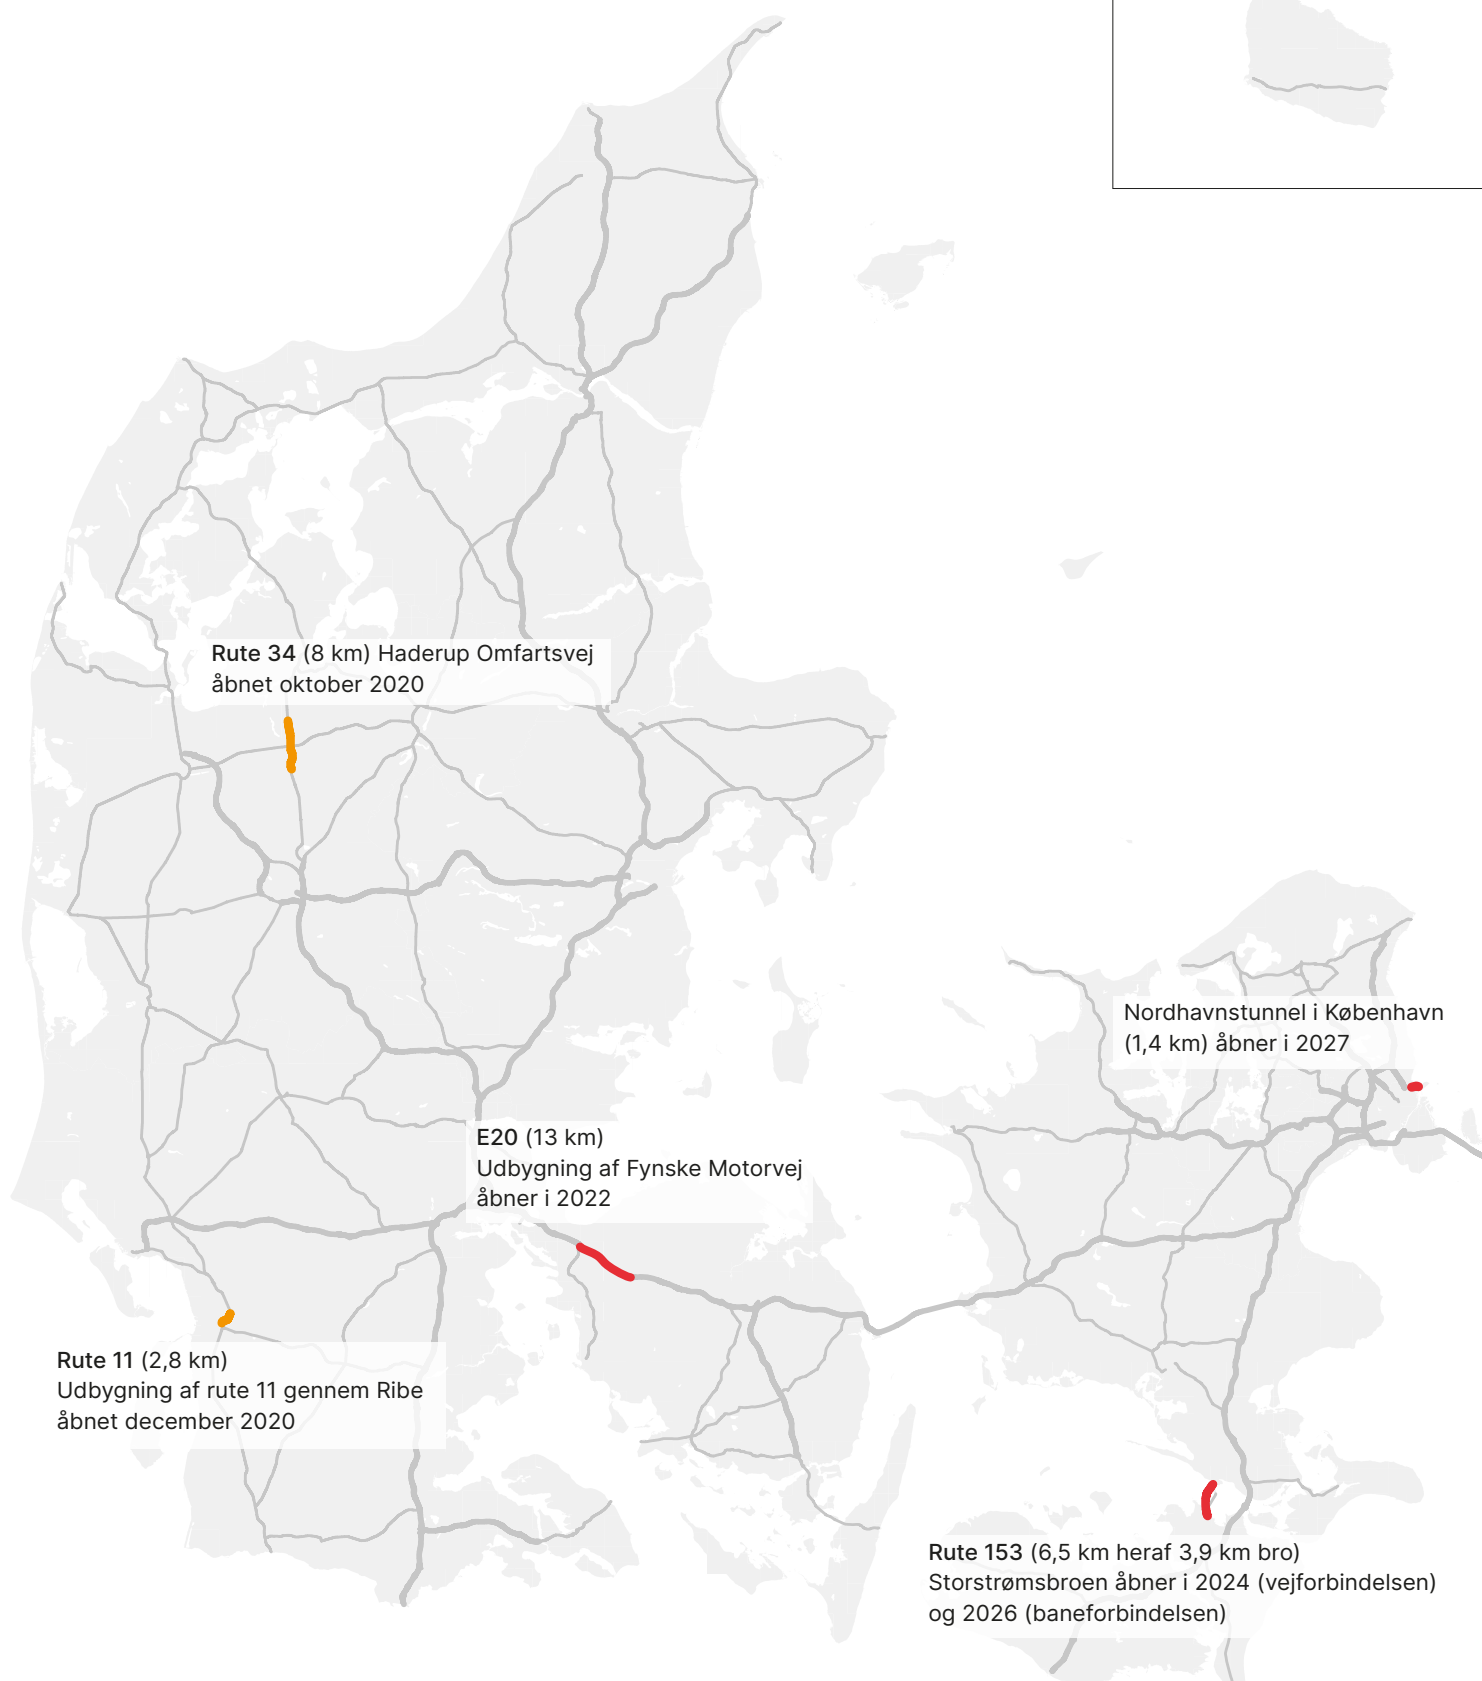 Rute 34 (8 km) Haderup Omfartsvej
åbnet oktober 2020
Nordhavnstunnel i København
(1,4 km) åbner i 2027
E20 (13 km)
Udbygning af Fynske Motorvej
åbner i 2022
Rute 11 (2,8 km)
Udbygning af rute 11 gennem Ribe
åbnet december 2020
Rute 153 (6,5 km heraf 3,9 km bro)
Storstrømsbroen åbner i 2024 (vejforbindelsen)
og 2026 (baneforbindelsen)